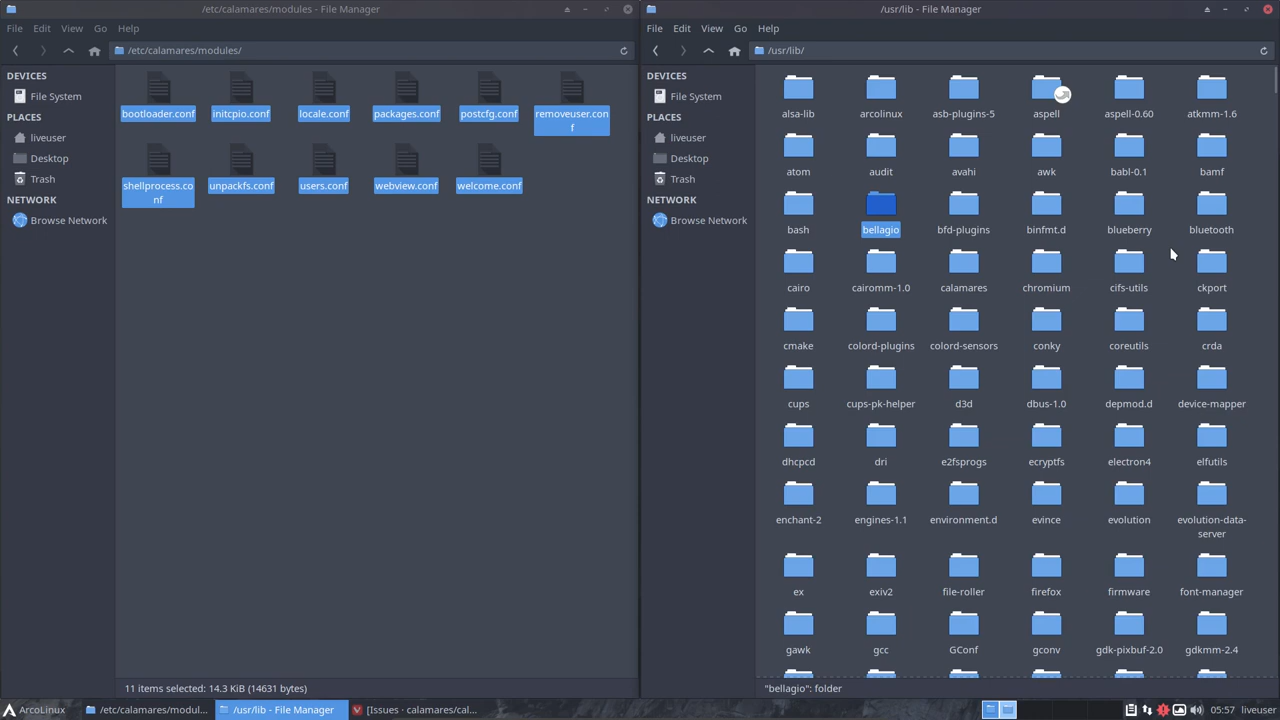 /etc/calamares/modules - File Manager
File Edit View Go Help
/etc/calamares/modules/
DEVICES
File System
PLACES
liveuser
Desktop
Trash
NETWORK
Browse Network
bootloader.conf initcpio.conf locale.conf packages.conf postcfg.conf removeuser.con
f
shellprocess.co unpackfs.conf users.conf webview.conf welcome.conf
nf
11 items selected: 14.3 KiB (14631 bytes)
/usr/lib - File Manager
File Edit View Go Help
/usr/lib/
DEVICES
File System
PLACES
liveuser
Desktop
Trash
NETWORK
Browse Network
alsa-lib arcolinux asb-plugins-5 aspell aspell-0.60 atkmm-1.6
atom audit avahi awk babl-0.1 bamf
bash bellagio bfd-plugins binfmt.d blueberry bluetooth
cairo cairomm-1.0 calamares chromium cifs-utils ckport
cmake colord-plugins colord-sensors conky coreutils crda
cups cups-pk-helper d3d dbus-1.0 depmod.d device-mapper
dhcpcd dri e2fsprogs ecryptfs electron4 elfutils
enchant-2 engines-1.1 environment.d evince evolution evolution-data-
server
ex exiv2 file-roller firefox firmware font-manager
gawk gcc GConf gconv gdk-pixbuf-2.0 gdkmm-2.4
"bellagio": folder
ArcoLinux /etc/calamares/modul... /usr/lib - File Manager [Issues · calamares/cal... 05:57 liveuser